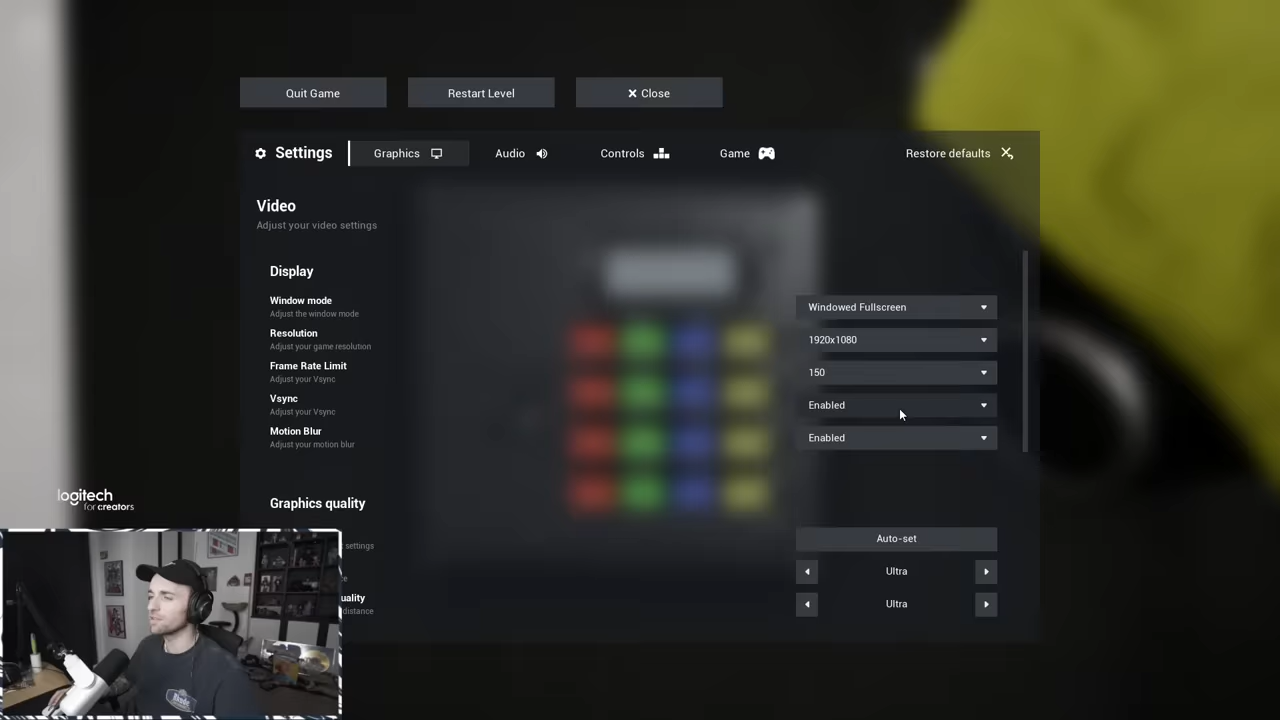 Quit Game
Restart Level
Close
Settings
Graphics
Audio
Controls
Game
Restore defaults
Video
Adjust your video settings
Display
Window mode
Adjust the window mode
Windowed Fullscreen
Resolution
Adjust your game resolution
1920x1080
Frame Rate Limit
Adjust your Vsync
150
Vsync
Adjust your Vsync
Enabled
Motion Blur
Adjust your motion blur
Enabled
Graphics quality
settings
Auto-set
Ultra
Ultra
distance
logitech
for creators